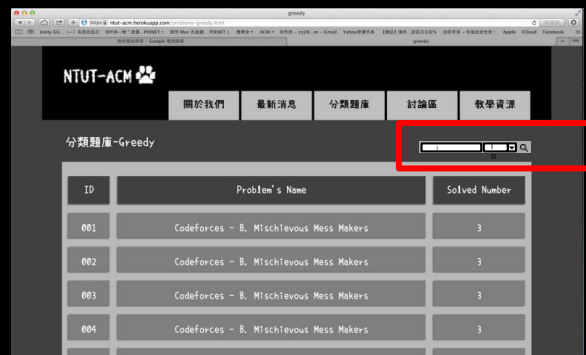 greedy
ntut-acm.herokuapp.com/problems-greedy.html
greedy
NTUT-ACM
關於我們 最新消息 分類題庫 討論區 教學資源
分類題庫-Greedy
I
D
ID Problem's Name Solved Number
001 Codeforces - B. Mischievous Mess Makers 3
002 Codeforces - B. Mischievous Mess Makers 3
003 Codeforces - B. Mischievous Mess Makers 3
004 Codeforces - B. Mischievous Mess Makers 3